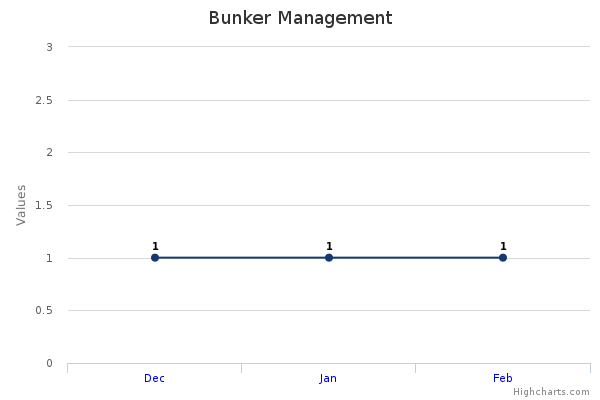 Bunker Management
Values
3
2.5
2
1.5
1
0.5
0
1 1 1
Dec Jan Feb
Highcharts.com